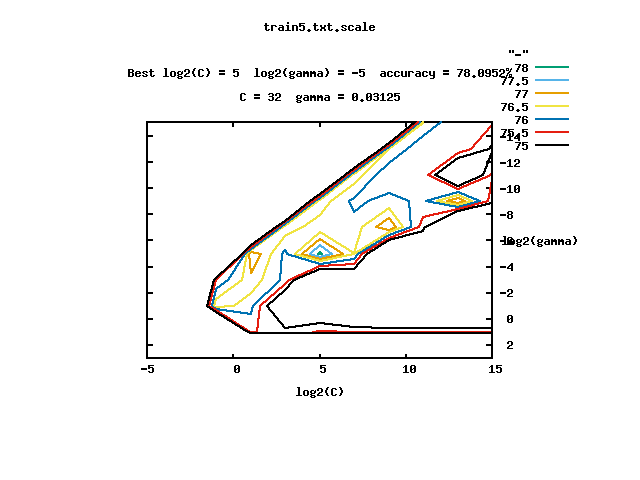 train5.txt.scale
"-"
78
Best log2(C) = 5 log2(gamma) = -5 accuracy = 78.0952%
77.5
77
C = 32 gamma = 0.03125
76.5
76
75.5
-14
75
-12
-10
-8
-6
log2(gamma)
-4
-2
0
2
-5 0 5 10 15
log2(C)